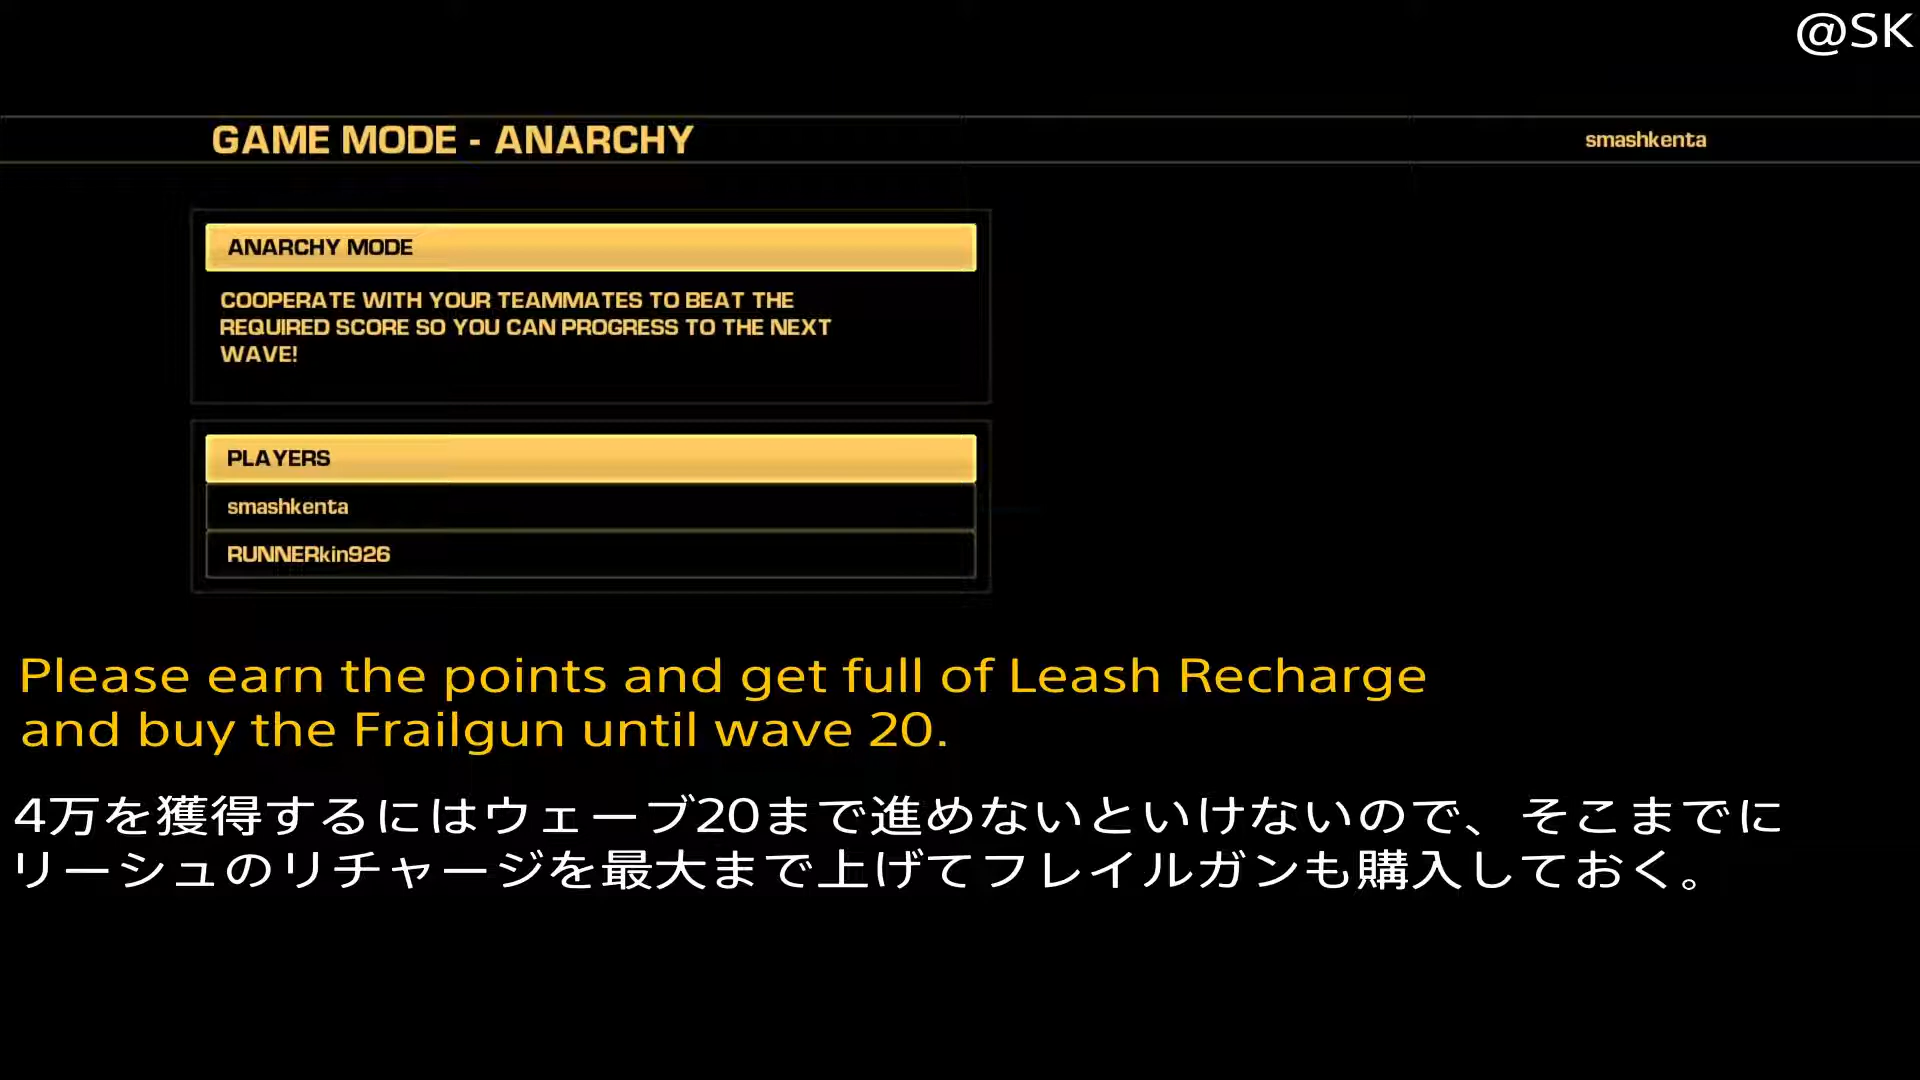 @SK
GAME MODE - ANARCHY
smashkenta
ANARCHY MODE
COOPERATE WITH YOUR TEAMMATES TO BEAT THE
REQUIRED SCORE SO YOU CAN PROGRESS TO THE NEXT
WAVE!
PLAYERS
smashkenta
RUNNERkin926
Please earn the points and get full of Leash Recharge
and buy the Frailgun until wave 20.
4万を獲得するにはウェーブ20まで進めないといけないので、そこまでに
リーシュのリチャージを最大まで上げてフレイルガンも購入しておく。